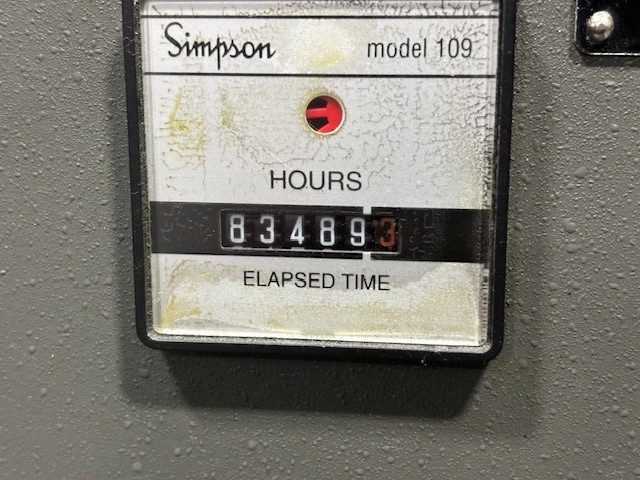 Simpson model 109
HOURS
834893
ELAPSED TIME